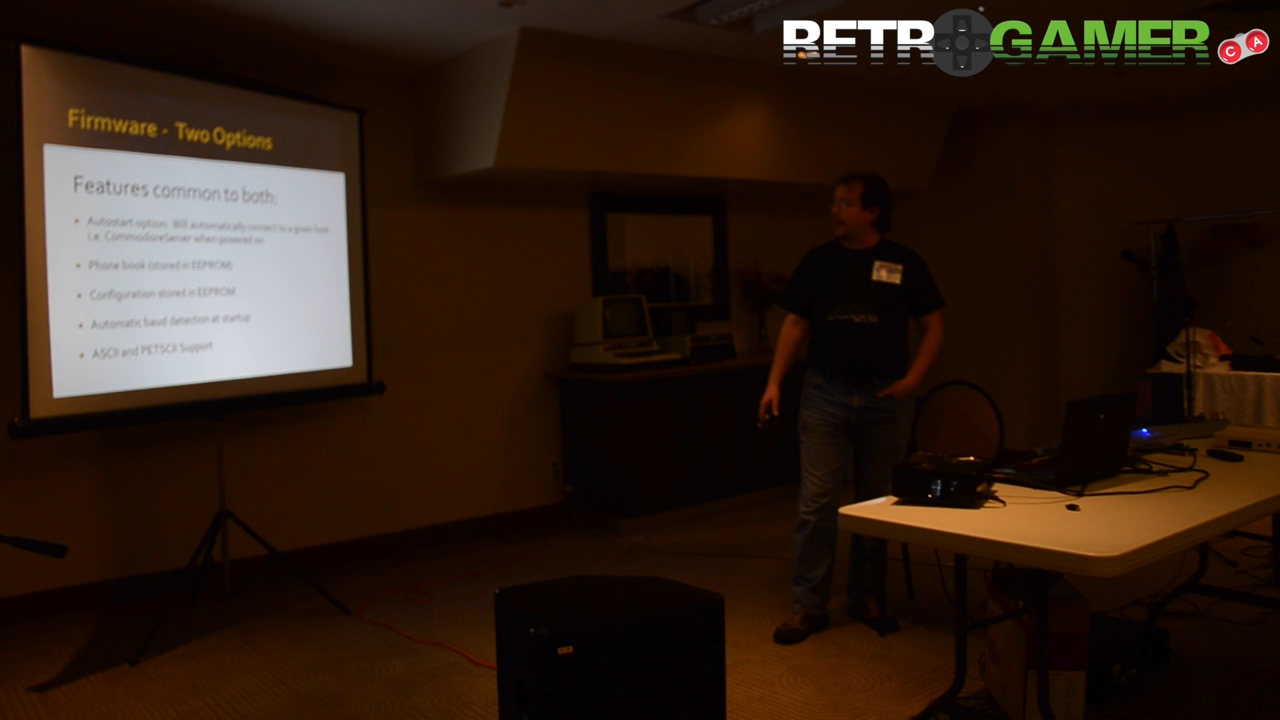 RETROGAMER CA
Firmware - Two Options
Features common to both:
Autostart option: Will automatically connect to a given host
i.e. CommodoreServer when powered on
Phone book (stored in EEPROM)
Configuration stored in EEPROM
Automatic baud detection at startup
ASCII and PETSCII Support